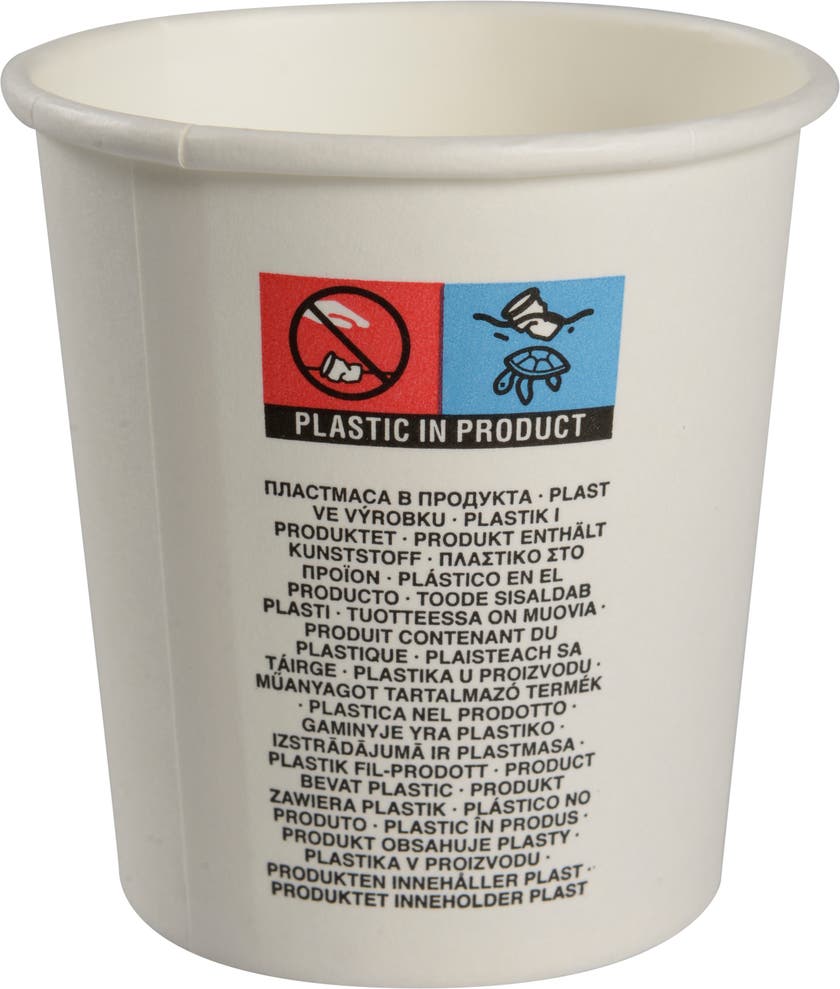 PLASTIC IN PRODUCT
ПЛАСТМАСА В ПРОДУКТА · PLAST
VE VÝROBKU · PLASTIK I
PRODUKTET · PRODUKT ENTHÄLT
KUNSTSTOFF · ΠΛΑΣΤΙΚΟ ΣΤΟ
ΠΡΟΪΟΝ · PLÁSTICO EN EL
PRODUCTO · TOODE SISALDAB
PLASTI · TUOTTEESSA ON MUOVIA ·
PRODUIT CONTENANT DU
PLASTIQUE · PLAISTEACH SA
TÁIRGE · PLASTIKA U PROIZVODU ·
MŰANYAGOT TARTALMAZÓ TERMÉK
· PLASTICA NEL PRODOTTO ·
GAMINYJE YRA PLASTIKO ·
IZSTRĀDĀJUMĀ IR PLASTMASA ·
PLASTIK FIL-PRODOTT · PRODUCT
BEVAT PLASTIC · PRODUKT
ZAWIERA PLASTIK · PLÁSTICO NO
PRODUTO · PLASTIC ÎN PRODUS ·
PRODUKT OBSAHUJE PLASTY ·
PLASTIKA V PROIZVODU ·
PRODUKTEN INNEHÅLLER PLAST ·
PRODUKTET INNEHOLDER PLAST